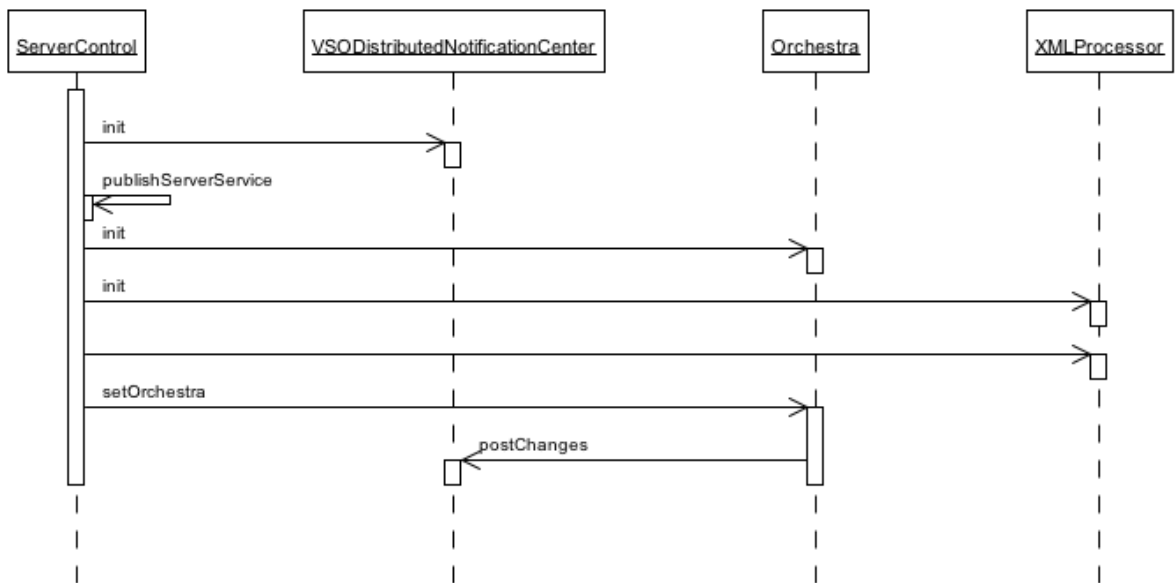 ServerControl
VSODistributedNotificationCenter
Orchestra
XMLProcessor
init
publishServerService
init
init
setOrchestra
postChanges